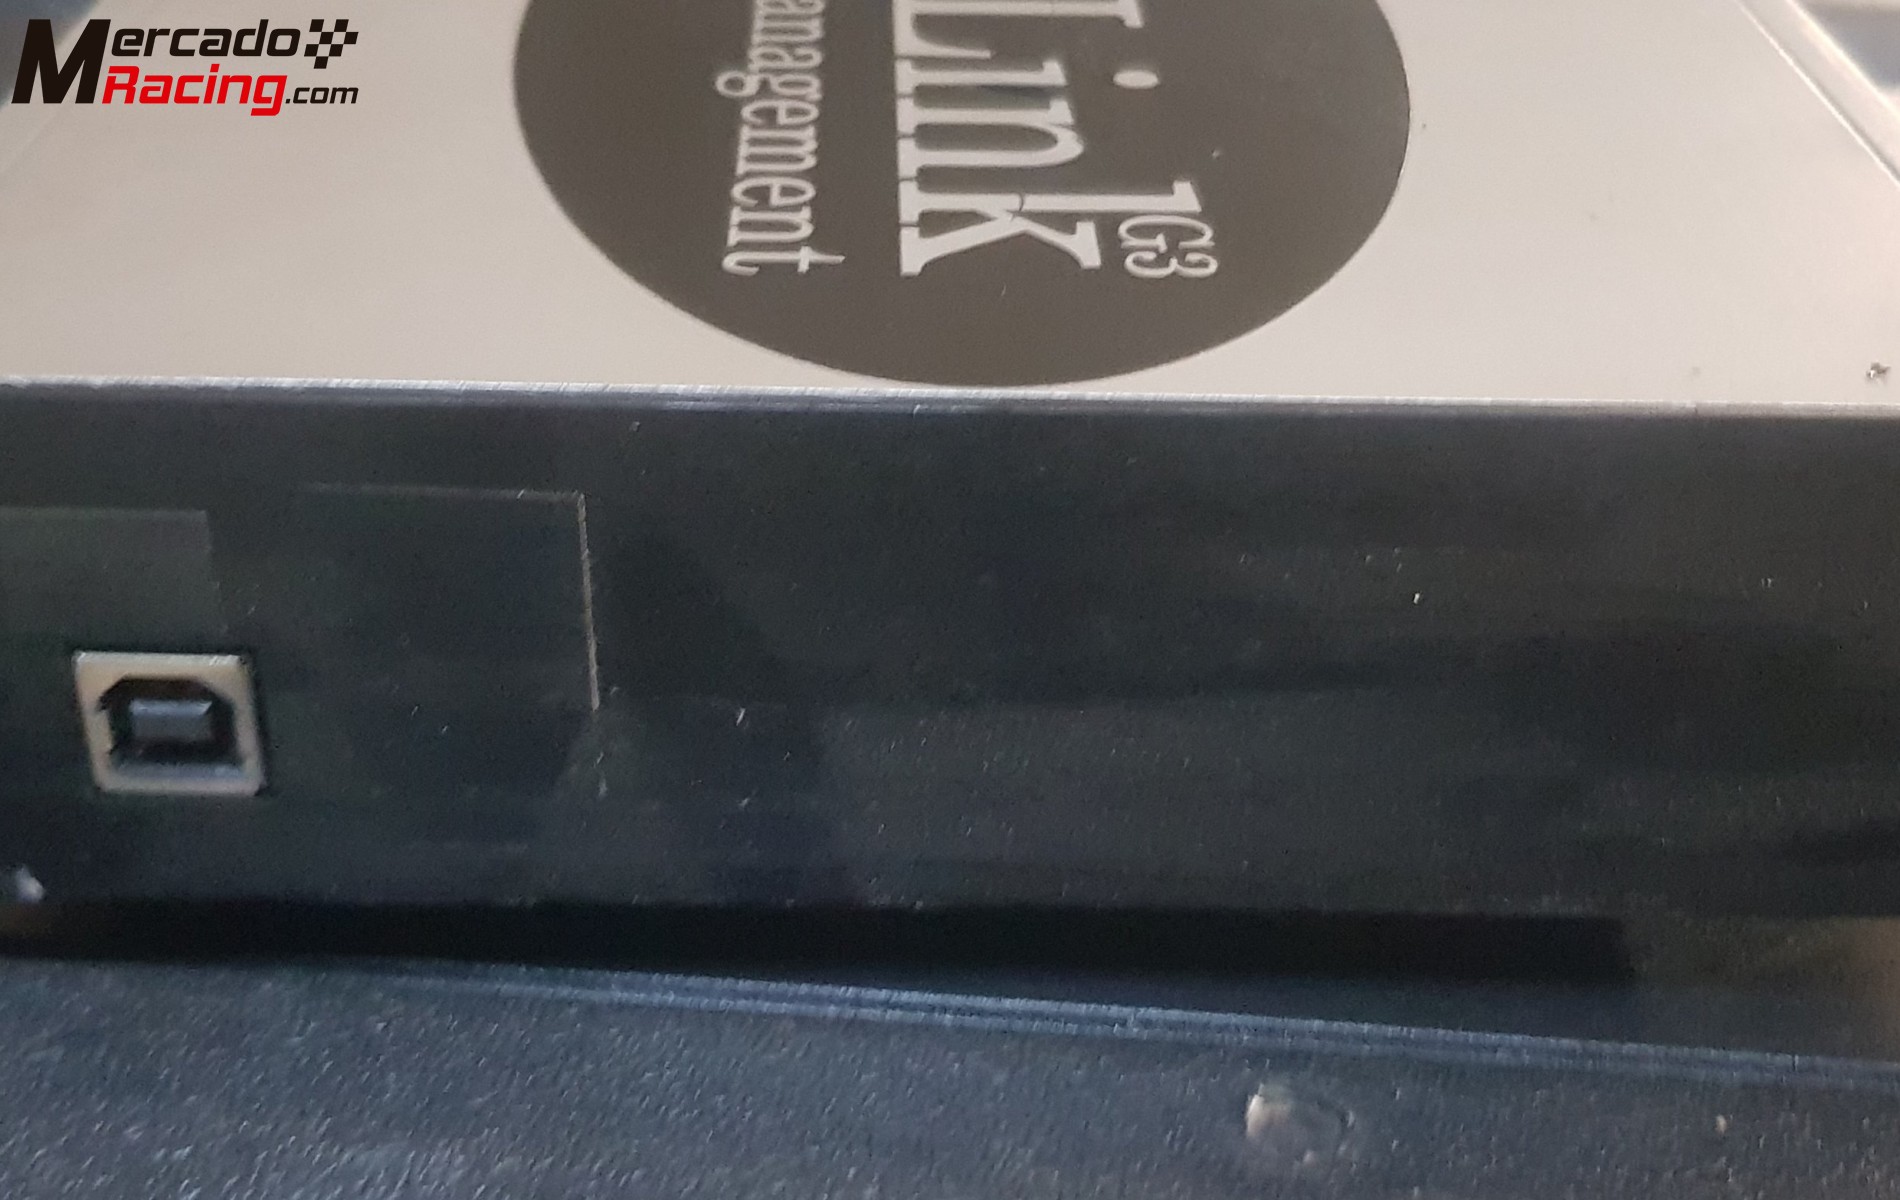 Mercado
Racing.com
Link G3
anagement